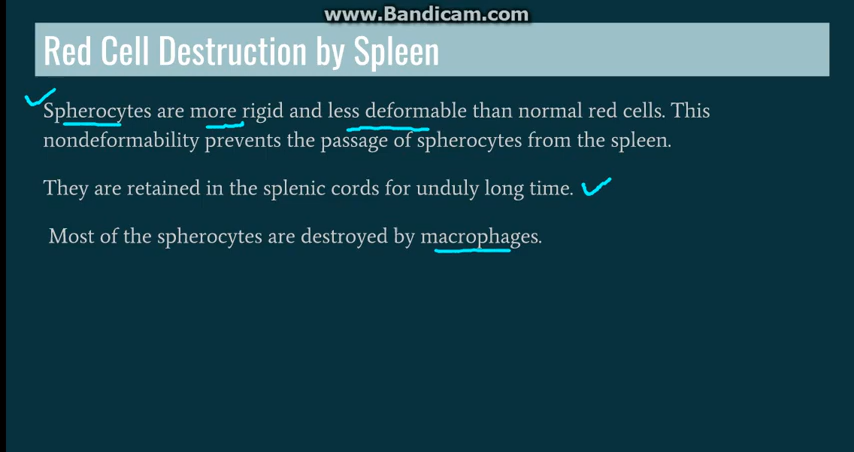 www.Bandicam.com
Red Cell Destruction by Spleen
Spherocytes are more rigid and less deformable than normal red cells. This
nondeformability prevents the passage of spherocytes from the spleen.
They are retained in the splenic cords for unduly long time.
Most of the spherocytes are destroyed by macrophages.